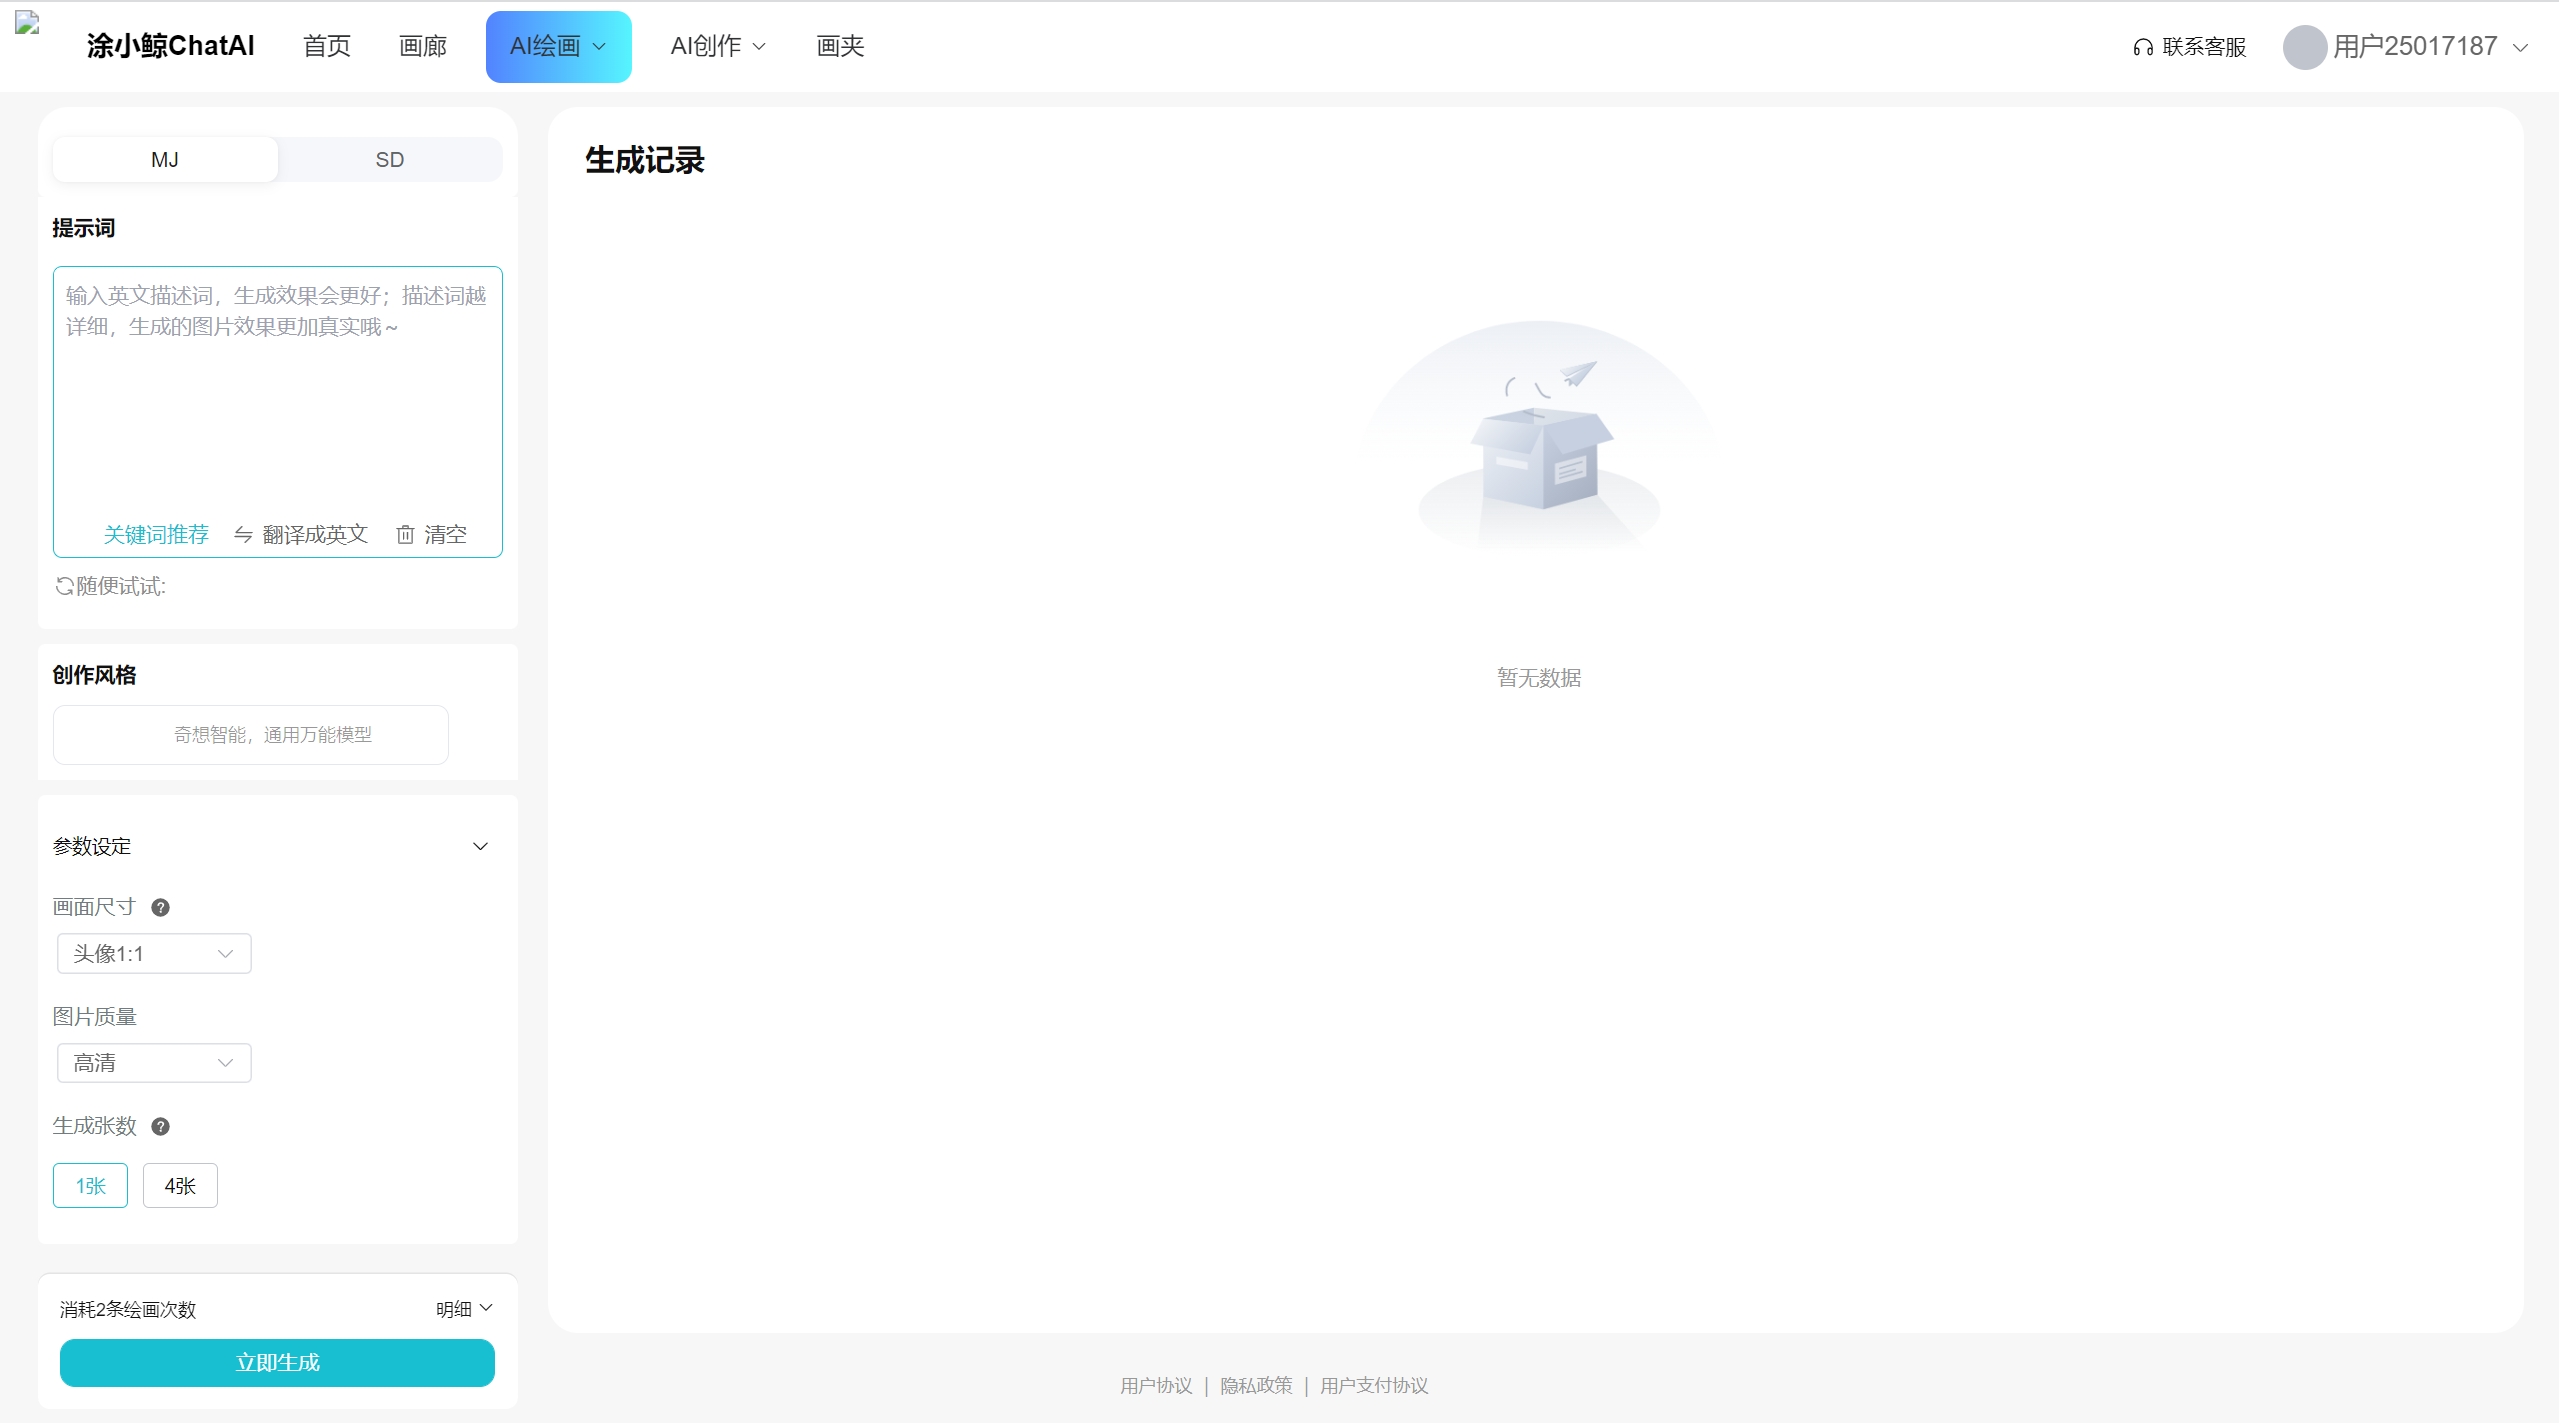 涂小鲸ChatAI
首页
画廊
AI绘画
AI创作
画夹
联系客服
用户25017187
MJ
SD
提示词
输入英文描述词，生成效果会更好；描述词越
详细，生成的图片效果更加真实哦~
关键词推荐
翻译成英文
清空
随便试试:
创作风格
奇想智能，通用万能模型
参数设定
画面尺寸
头像1:1
图片质量
高清
生成张数
1张
4张
消耗2条绘画次数
明细
立即生成
生成记录
暂无数据
用户协议 | 隐私政策 | 用户支付协议